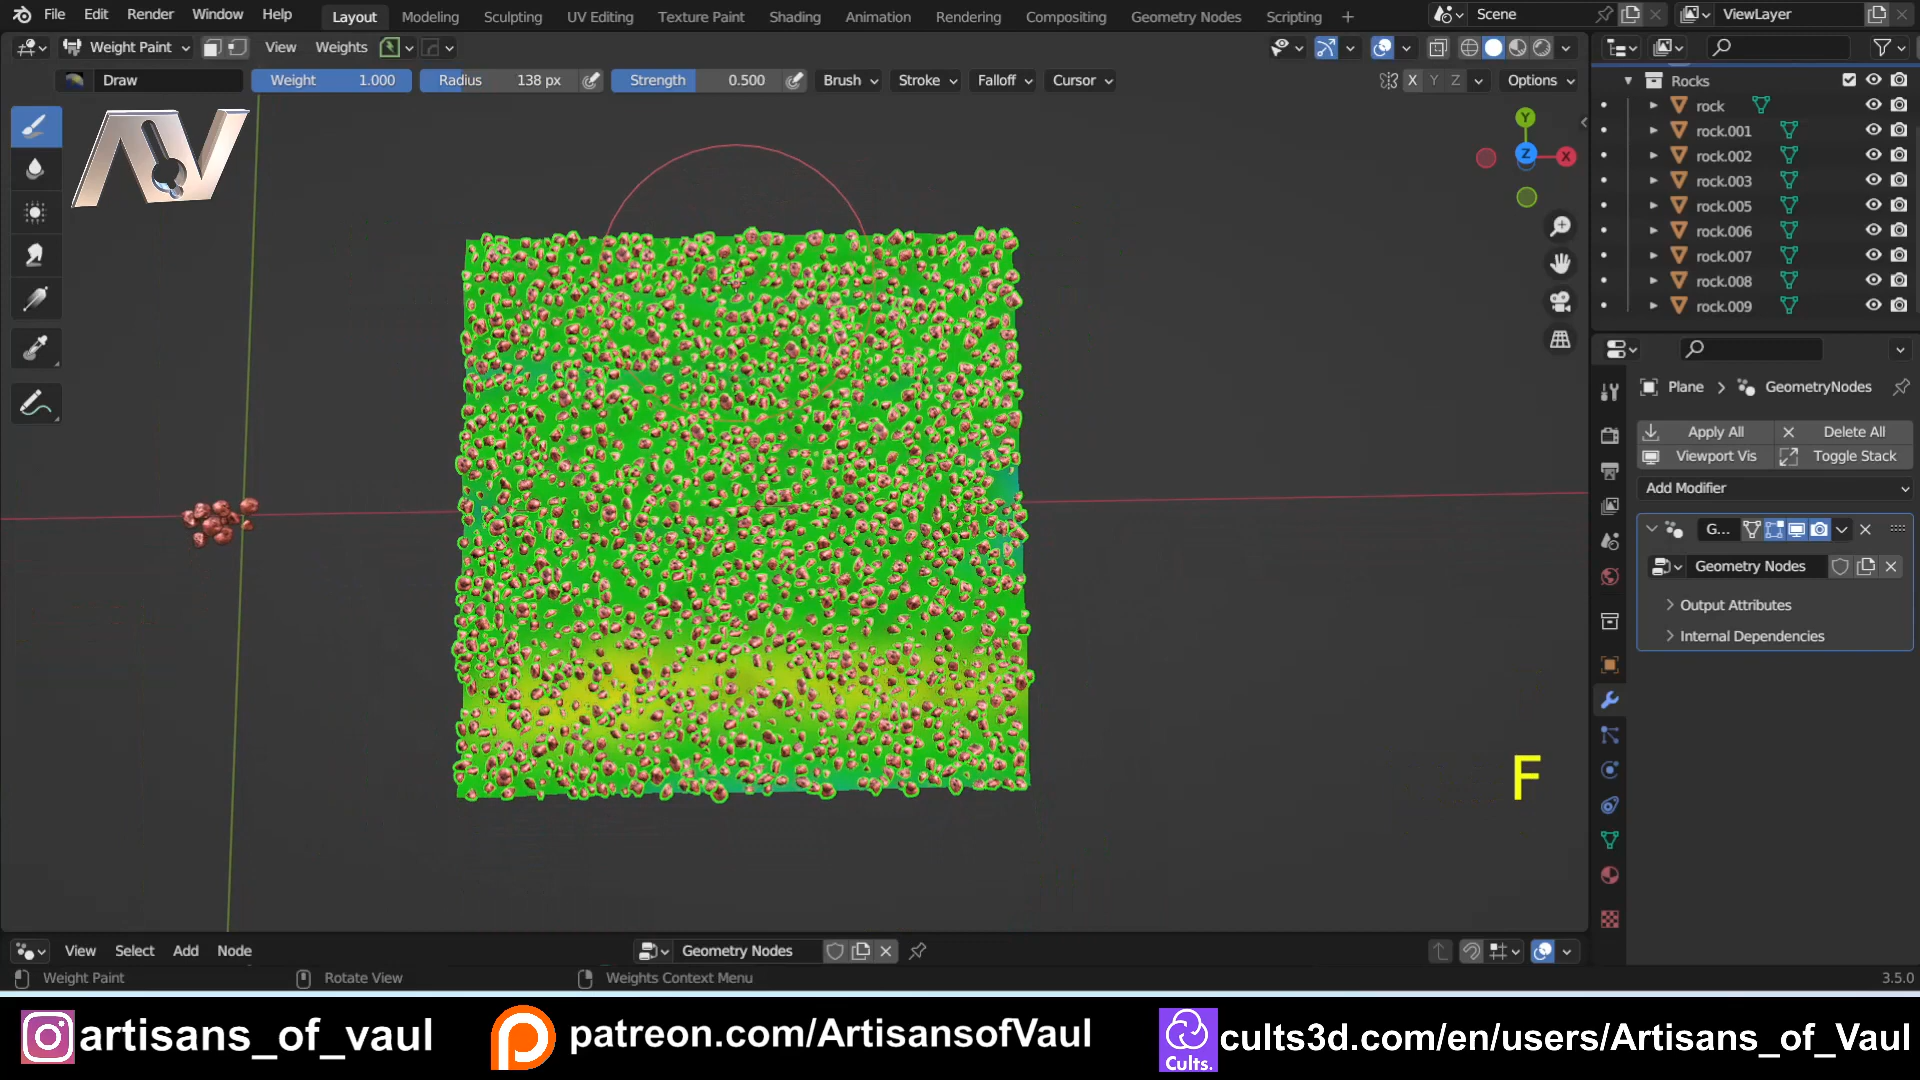 File Edit Render Window Help Layout Modeling Sculpting UV Editing Texture Paint Shading Animation Rendering Compositing Geometry Nodes Scripting + Scene ViewLayer
Weight Paint View Weights
Draw Weight 1.000 Radius 138 px Strength 0.500 Brush Stroke Falloff Cursor X Y Z Options
AV
Y
Z
X
Rocks
rock
rock.001
rock.002
rock.003
rock.005
rock.006
rock.007
rock.008
rock.009
Plane > GeometryNodes
Apply All Delete All
Viewport Vis Toggle Stack
Add Modifier
G...
Geometry Nodes
Output Attributes
Internal Dependencies
F
View Select Add Node Geometry Nodes
Weight Paint Rotate View Weights Context Menu 3.5.0
artisans_of_vaul patreon.com/ArtisansofVaul Cults. cults3d.com/en/users/Artisans_of_Vaul